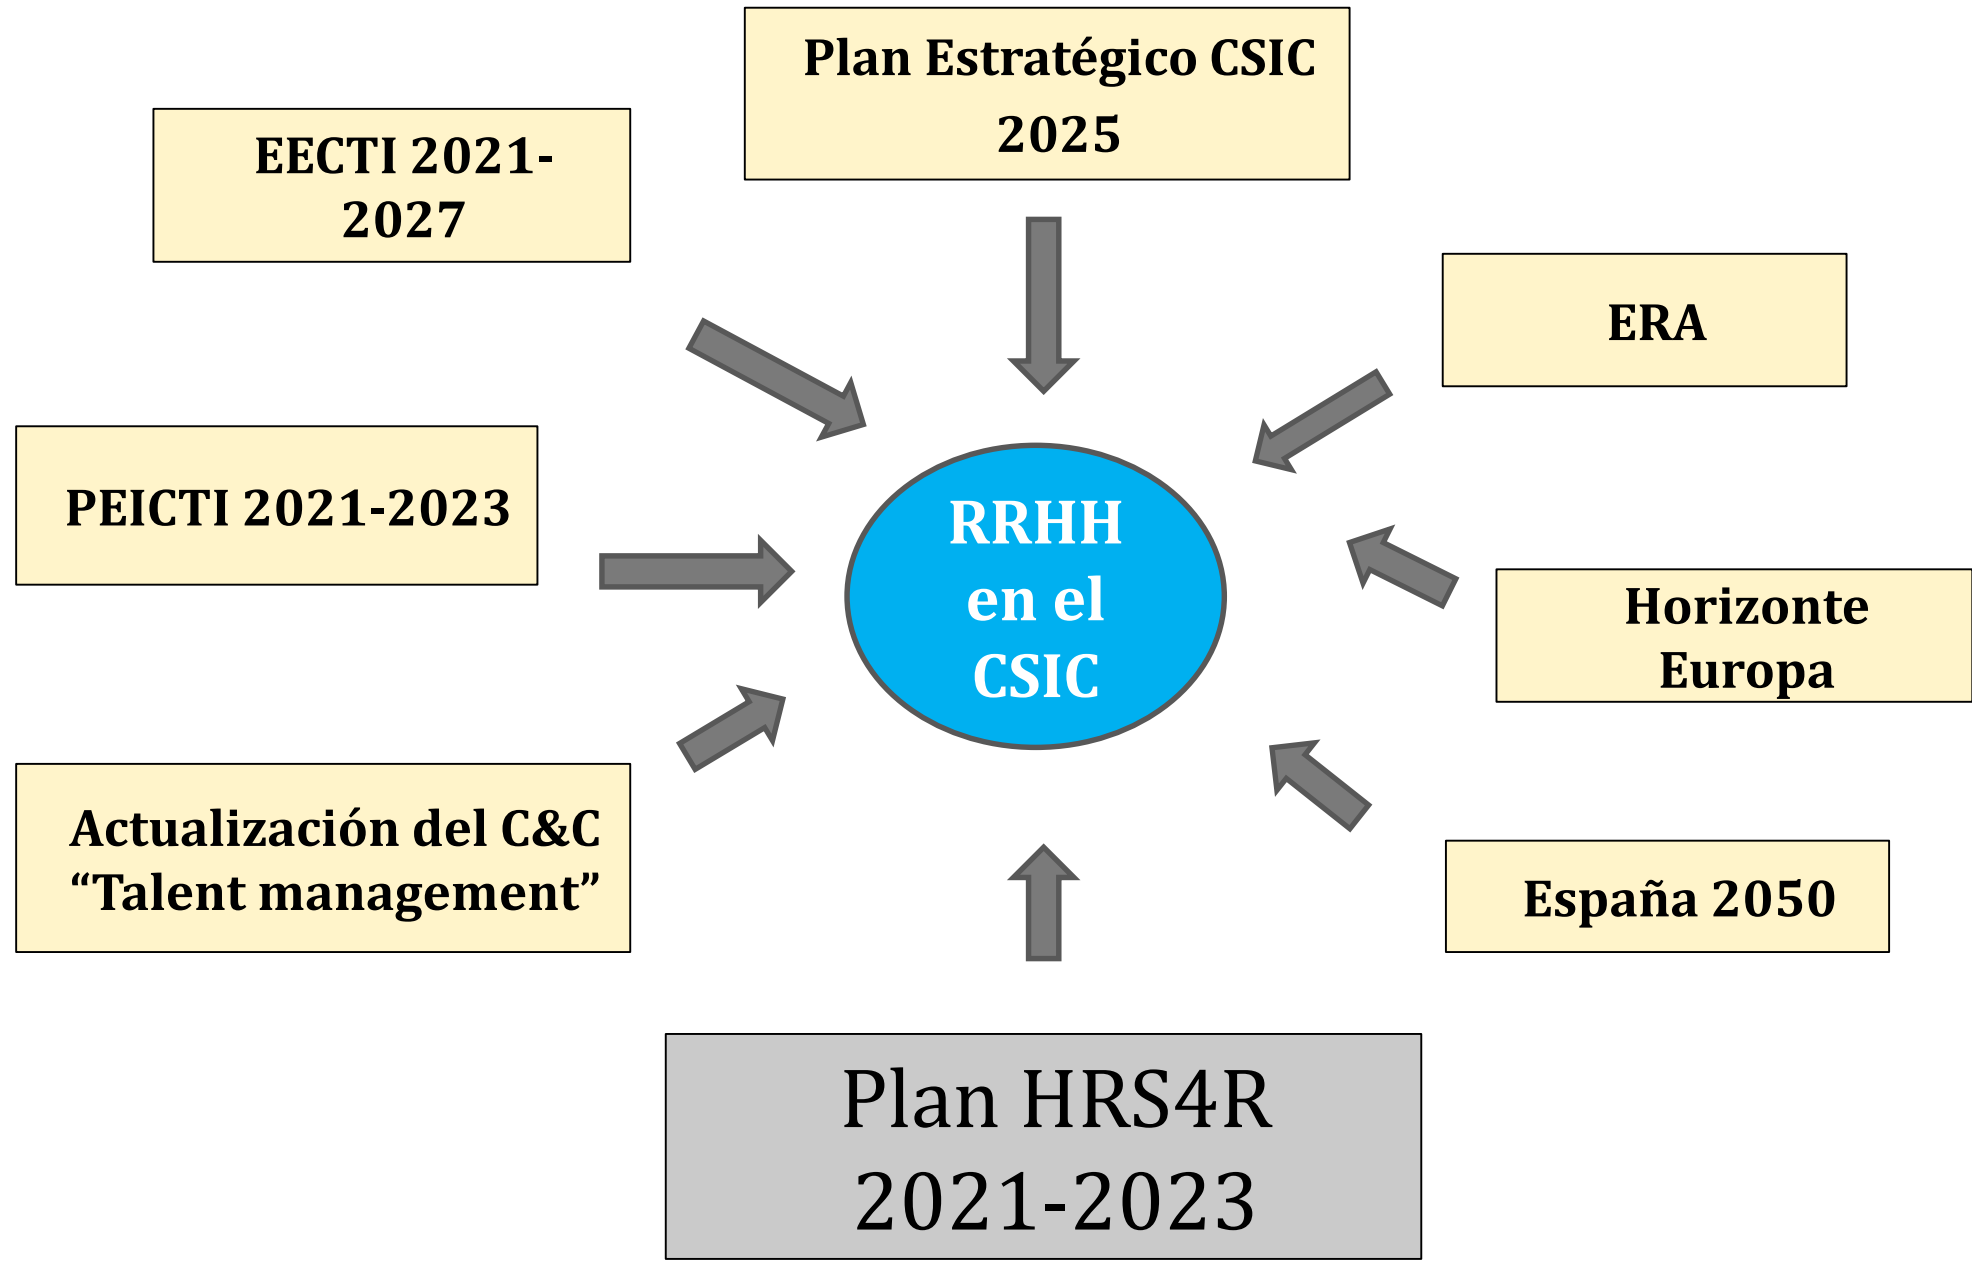 Plan Estratégico CSIC
2025
EECTI 2021-
2027
ERA
PEICTI 2021-2023
RRHH
en el
CSIC
Horizonte
Europa
Actualización del C&C
“Talent management”
España 2050
Plan HRS4R
2021-2023